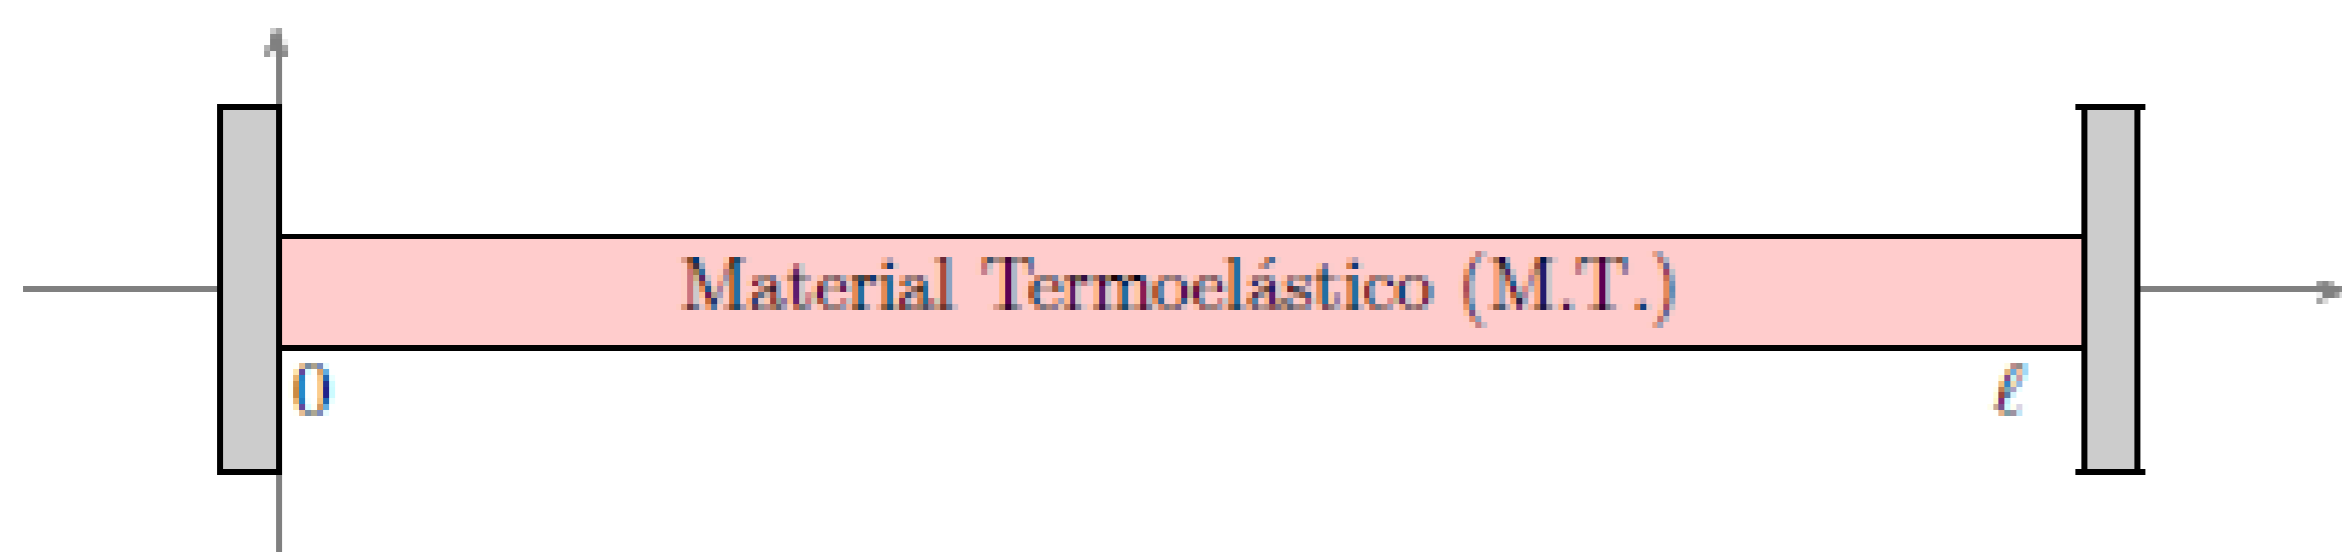 Material Termoelástico (M.T.)
0 ℓ